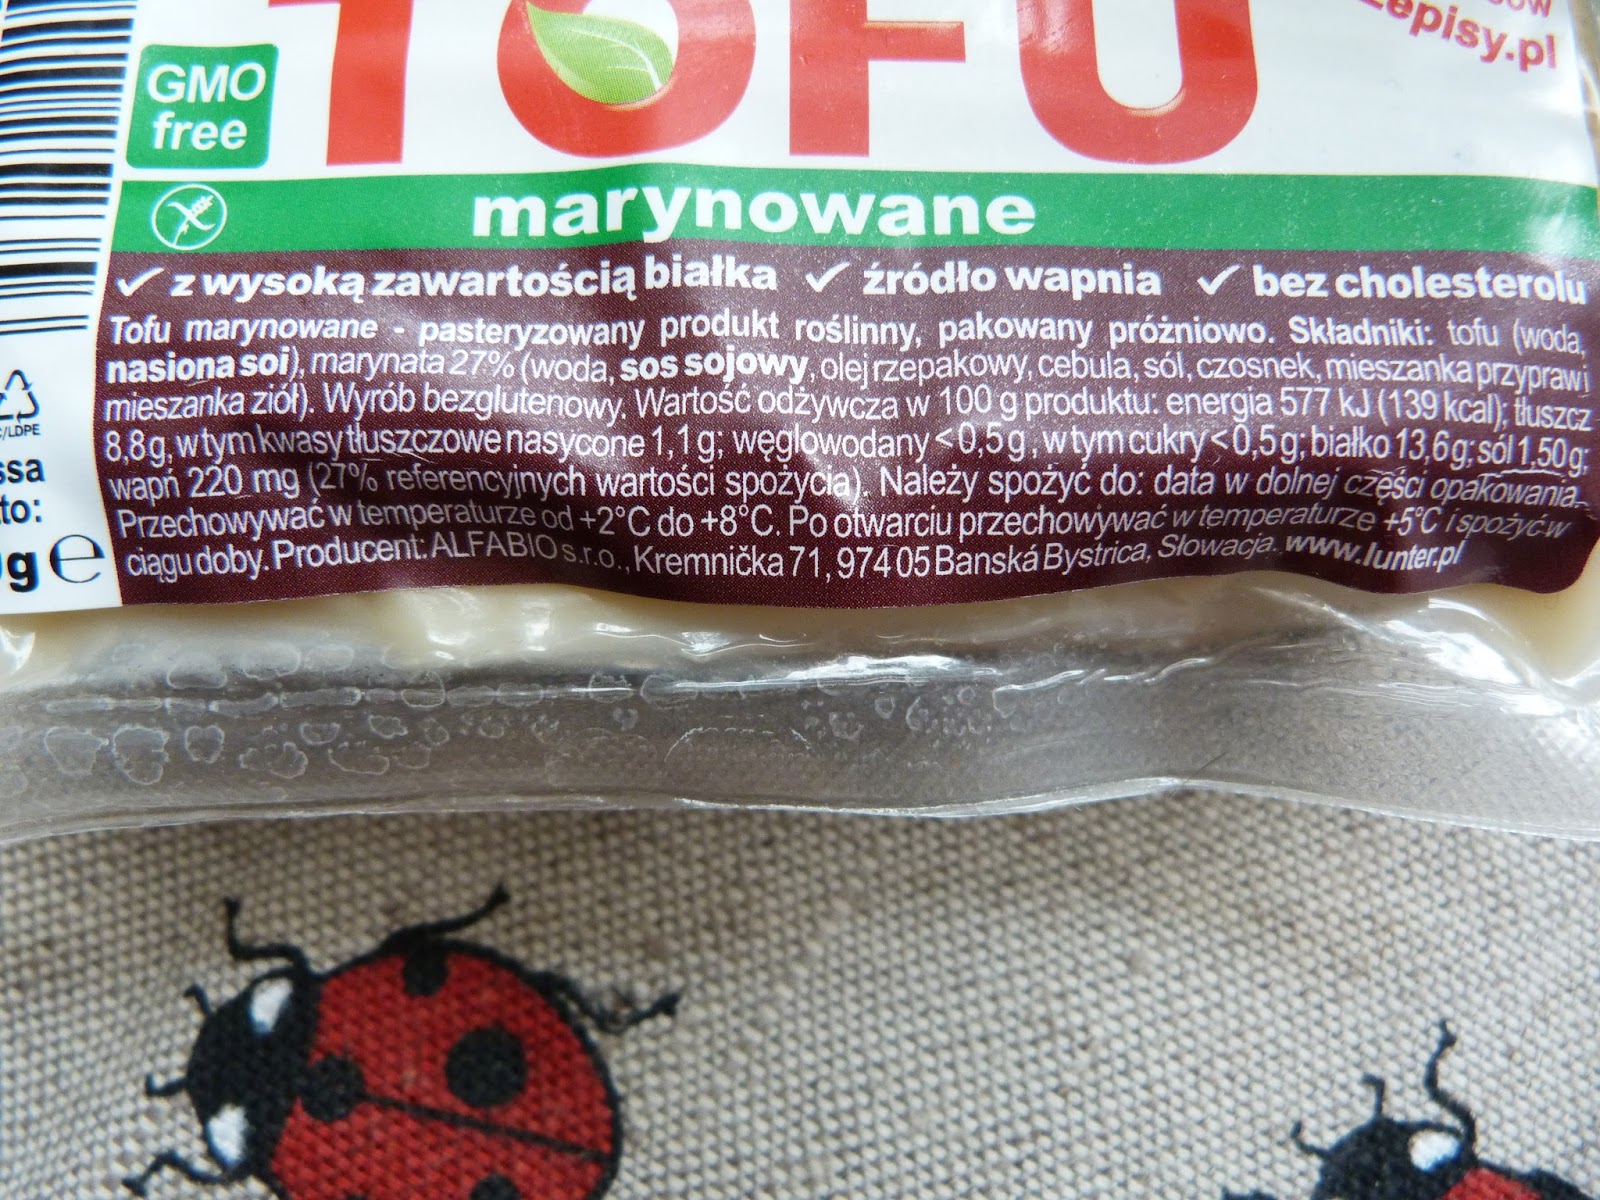 TOFU
zepisy.pl
GMO
free
marynowane
✓ z wysoką zawartością białka ✓ źródło wapnia ✓ bez cholesterolu
Tofu marynowane - pasteryzowany produkt roślinny, pakowany próżniowo. Składniki: tofu (woda,
nasiona soi), marynata 27% (woda, sos sojowy, olej rzepakowy, cebula, sól, czosnek, mieszanka przypraw i
mieszanka ziół). Wyrób bezglutenowy. Wartość odżywcza w 100 g produktu: energia 577 kJ (139 kcal); tłuszcz
8.8g, w tym kwasy tłuszczowe nasycone 1,1 g; węglowodany <0,5 g, w tym cukry <0,5 g; białko 13,6 g; sól 1,50 g;
wapń 220 mg (27% referencyjnych wartości spożycia). Należy spożyć do: data w dolnej części opakowania.
Przechowywać w temperaturze od +2°C do +8°C. Po otwarciu przechowywać w temperaturze +5°C i spożyć w
ciągu doby. Producent: ALFABIO s.r.o., Kremnička 71, 974 05 Banská Bystrica, Słowacja. www.lunter.pl
/LDPE
ssa
to:
g e